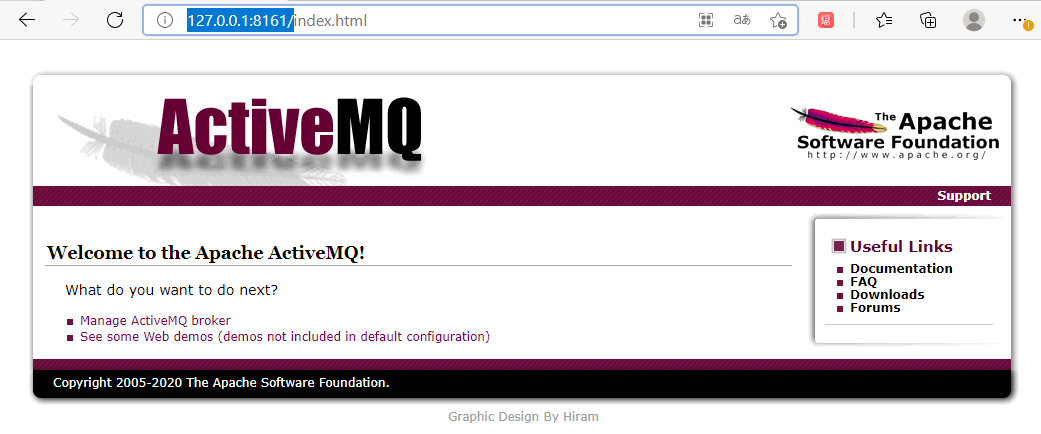 127.0.0.1:8161/index.html
ActiveMQ
The Apache
Software Foundation
http://www.apache.org/
Support
Welcome to the Apache ActiveMQ!
What do you want to do next?
Manage ActiveMQ broker
See some Web demos (demos not included in default configuration)
Useful Links
Documentation
FAQ
Downloads
Forums
Copyright 2005-2020 The Apache Software Foundation.
Graphic Design By Hiram